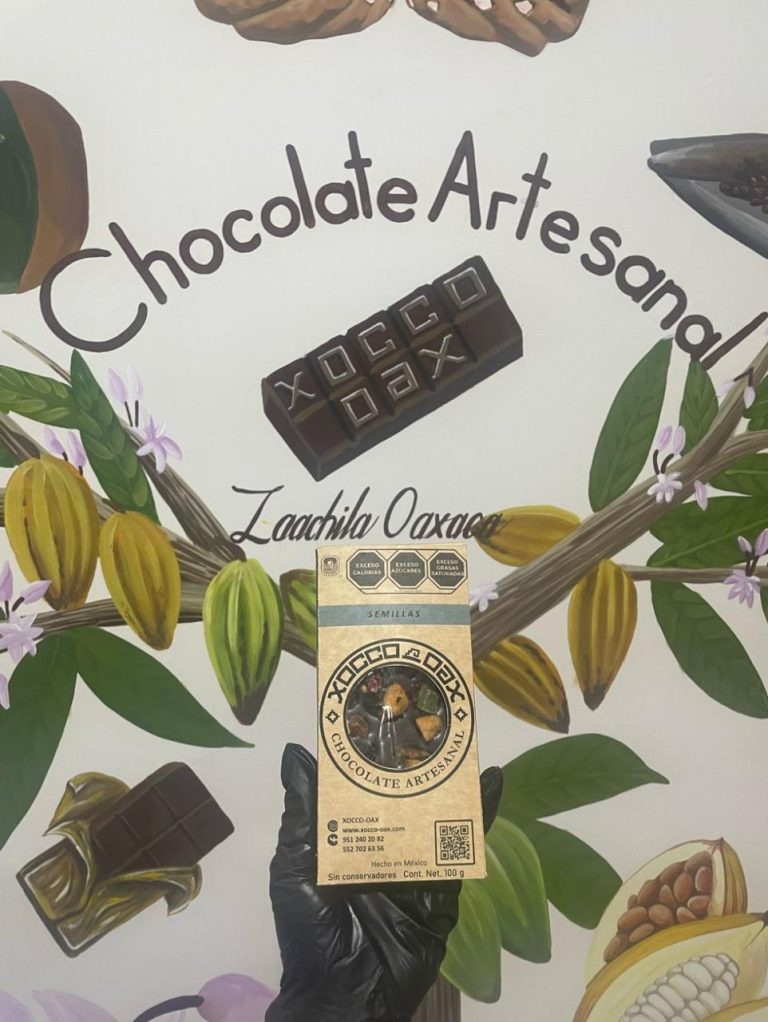 Chocolate Artesanal
XOCCO
OAX
Zaachila Oaxaca
EXCESO CALORÍAS
EXCESO AZÚCARES
EXCESO GRASAS SATURADAS
SEMILLAS
XOCCO OAX
CHOCOLATE ARTESANAL
XOCCO-OAX
www.xocco-oax.com
951 240 20 92
552 702 63 56
Hecho en México
Sin conservadores Cont. Net. 100 g